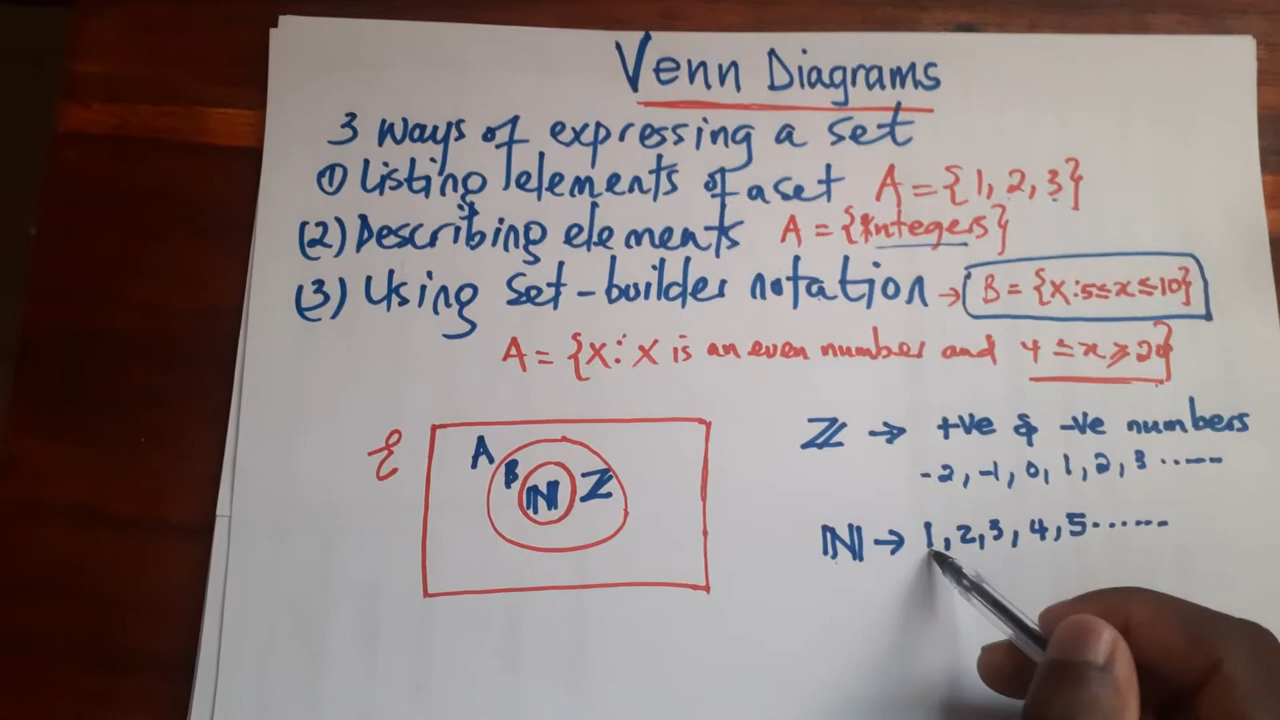 Venn Diagrams
3 ways of expressing a set
① Listing elements of a set A = {1, 2, 3}
(2) Describing elements A = {Integers}
(3) Using Set-builder notation → B = {x:5≤x≤10}
A = {x:x is an even number and 4 ≤ x ≥ 20}
ℤ → +ve & -ve numbers
-2, -1, 0, 1, 2, 3 ......
ℕ → 1, 2, 3, 4, 5 ......
ξ A B ℕ ℤ